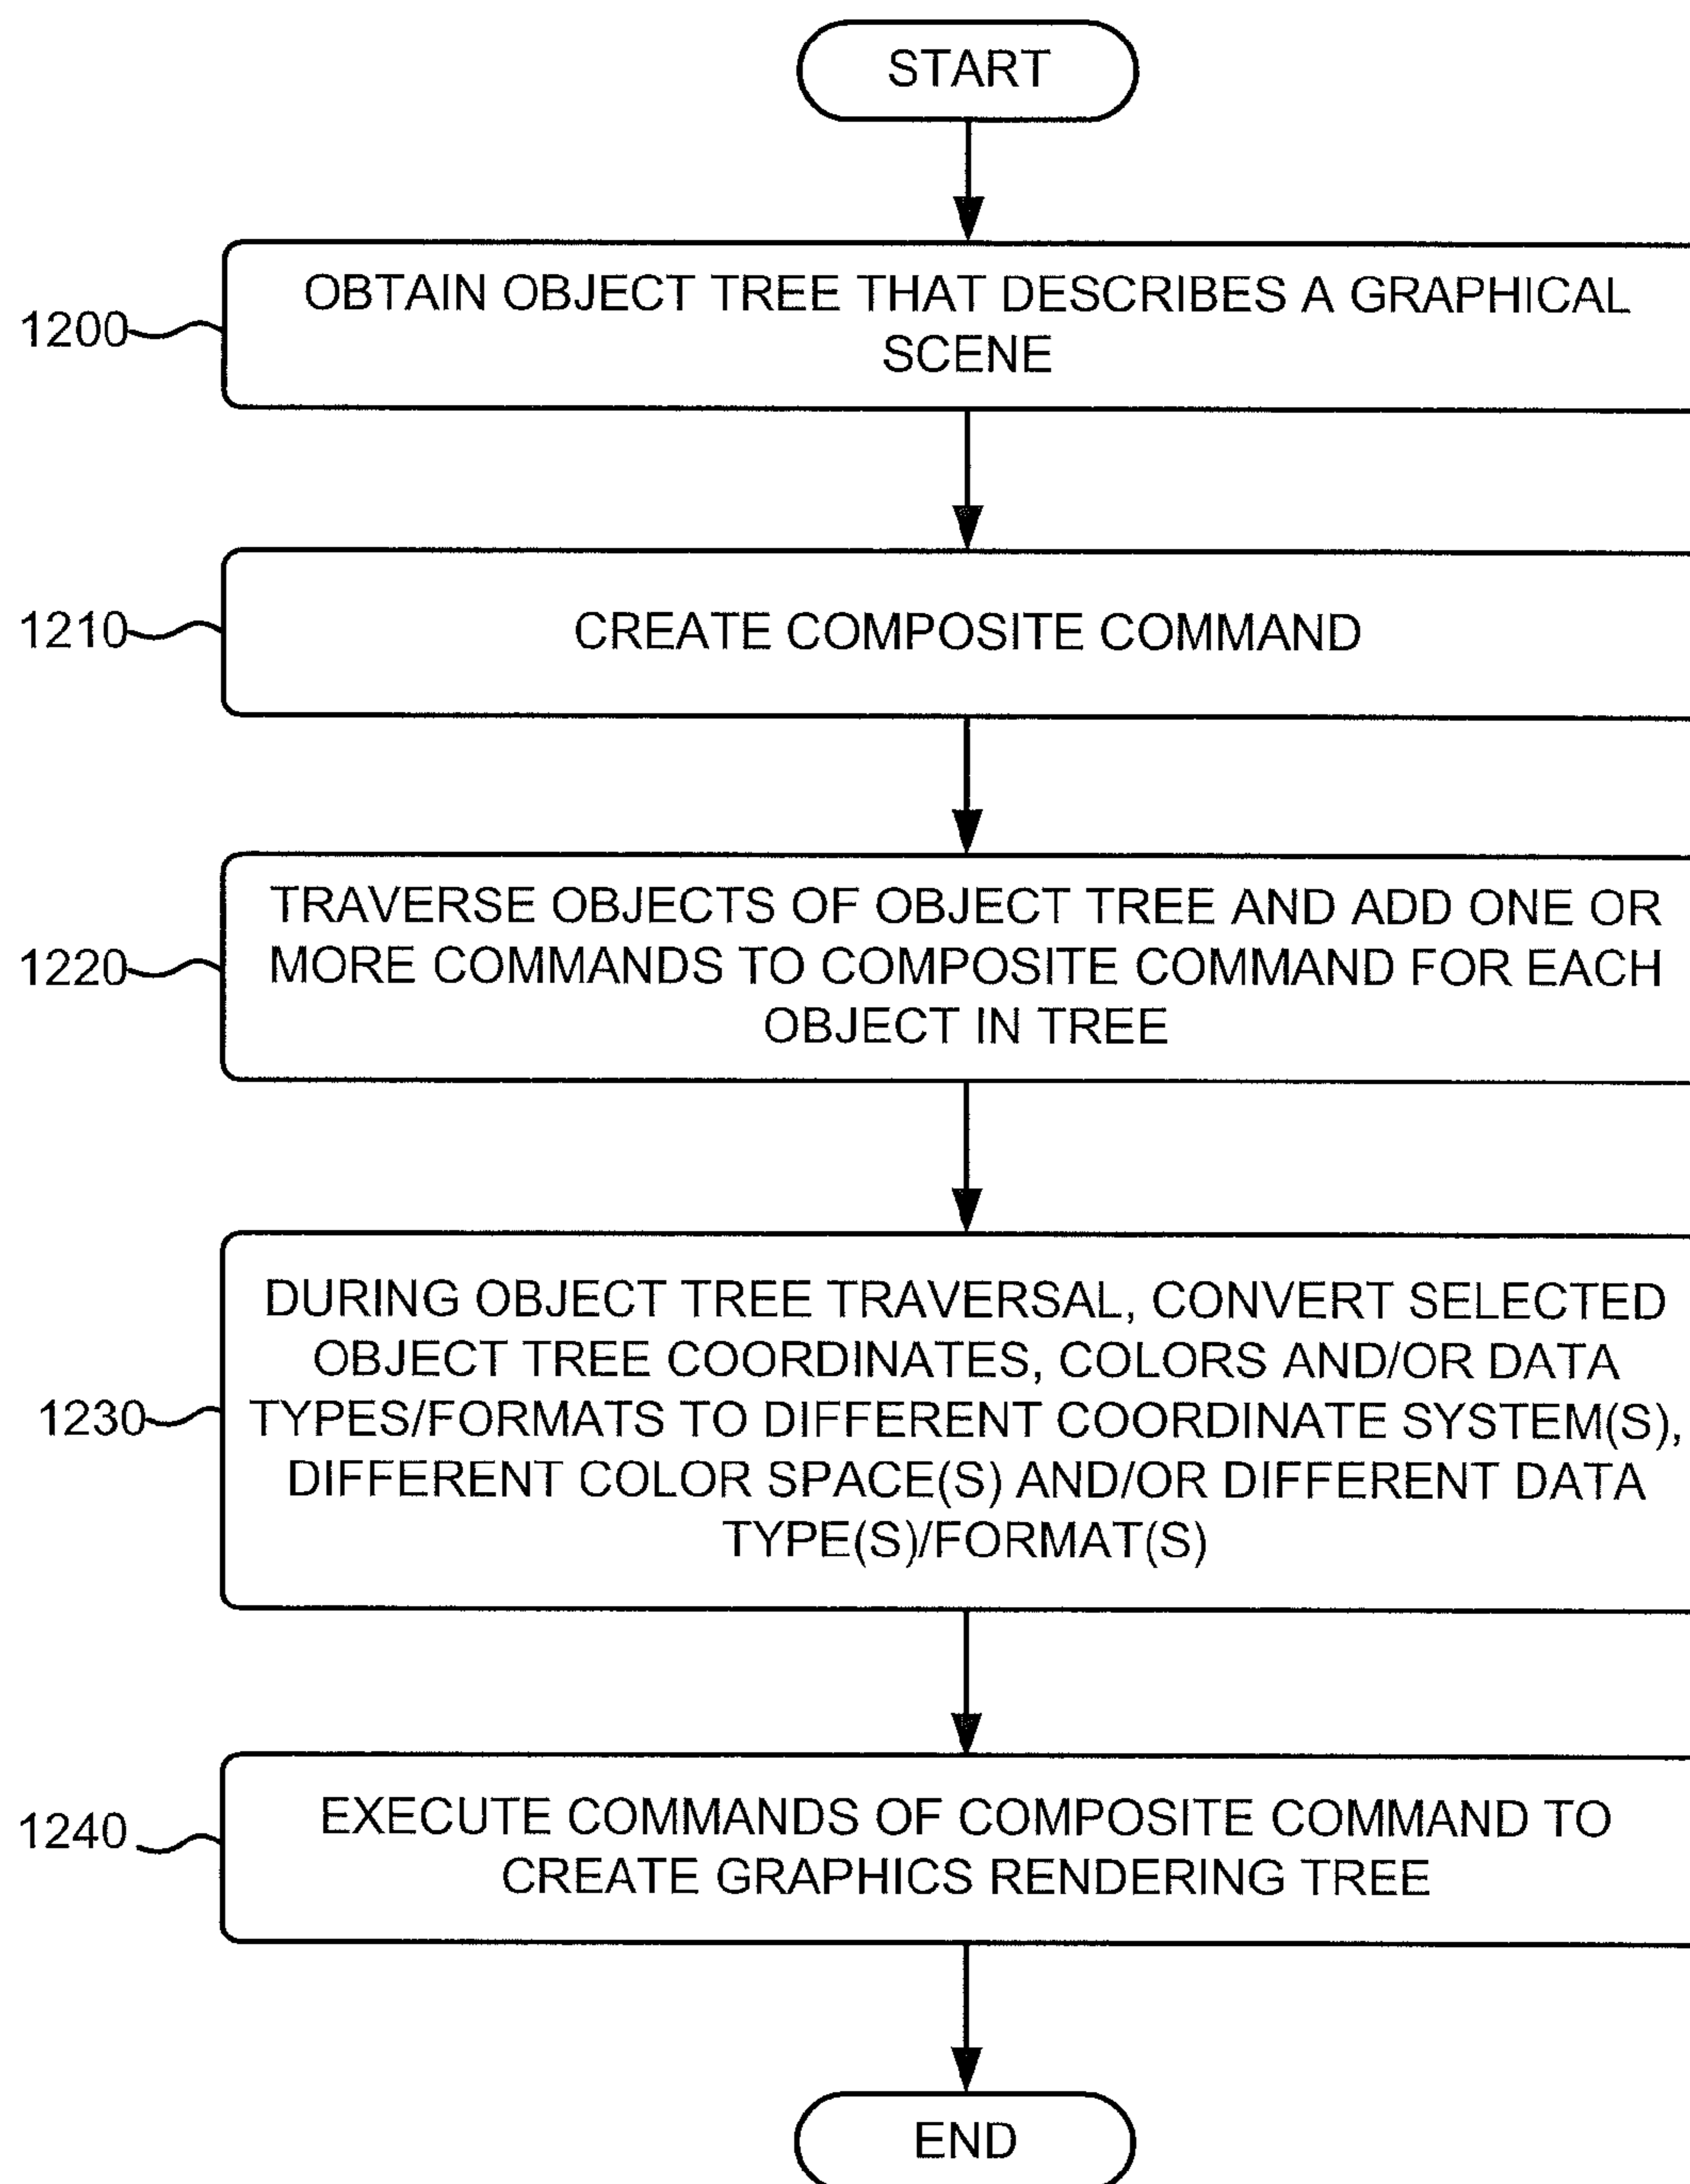 START
1200
OBTAIN OBJECT TREE THAT DESCRIBES A GRAPHICAL
SCENE
1210
CREATE COMPOSITE COMMAND
1220
TRAVERSE OBJECTS OF OBJECT TREE AND ADD ONE OR
MORE COMMANDS TO COMPOSITE COMMAND FOR EACH
OBJECT IN TREE
1230
DURING OBJECT TREE TRAVERSAL, CONVERT SELECTED
OBJECT TREE COORDINATES, COLORS AND/OR DATA
TYPES/FORMATS TO DIFFERENT COORDINATE SYSTEM(S),
DIFFERENT COLOR SPACE(S) AND/OR DIFFERENT DATA
TYPE(S)/FORMAT(S)
1240
EXECUTE COMMANDS OF COMPOSITE COMMAND TO
CREATE GRAPHICS RENDERING TREE
END